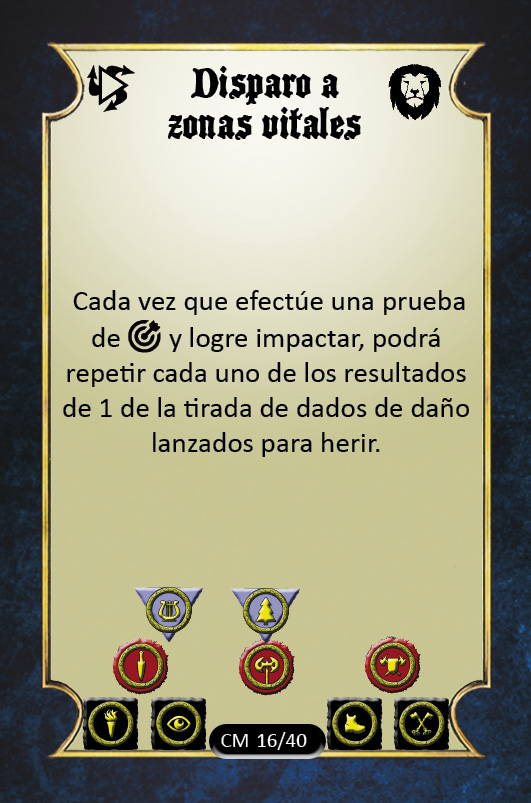 Disparo a
zonas vitales
Cada vez que efectúe una prueba
de y logre impactar, podrá
repetir cada uno de los resultados
de 1 de la tirada de dados de daño
lanzados para herir.
CM 16/40